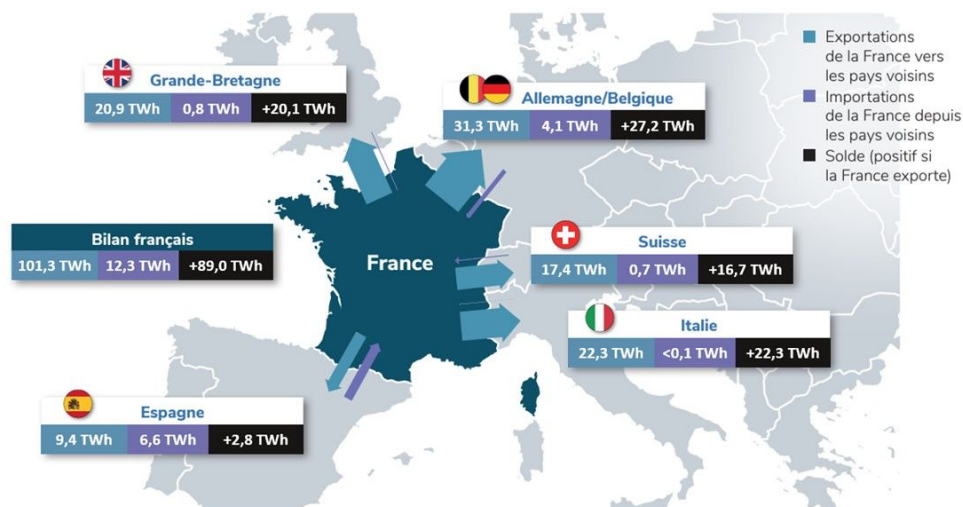 Grande-Bretagne
20,9 TWh 0,8 TWh +20,1 TWh
Allemagne/Belgique
31,3 TWh 4,1 TWh +27,2 TWh
Exportations
de la France vers
les pays voisins
Importations
de la France depuis
les pays voisins
Solde (positif si
la France exporte)
Bilan français
101,3 TWh 12,3 TWh +89,0 TWh
France
Suisse
17,4 TWh 0,7 TWh +16,7 TWh
Italie
22,3 TWh <0,1 TWh +22,3 TWh
Espagne
9,4 TWh 6,6 TWh +2,8 TWh